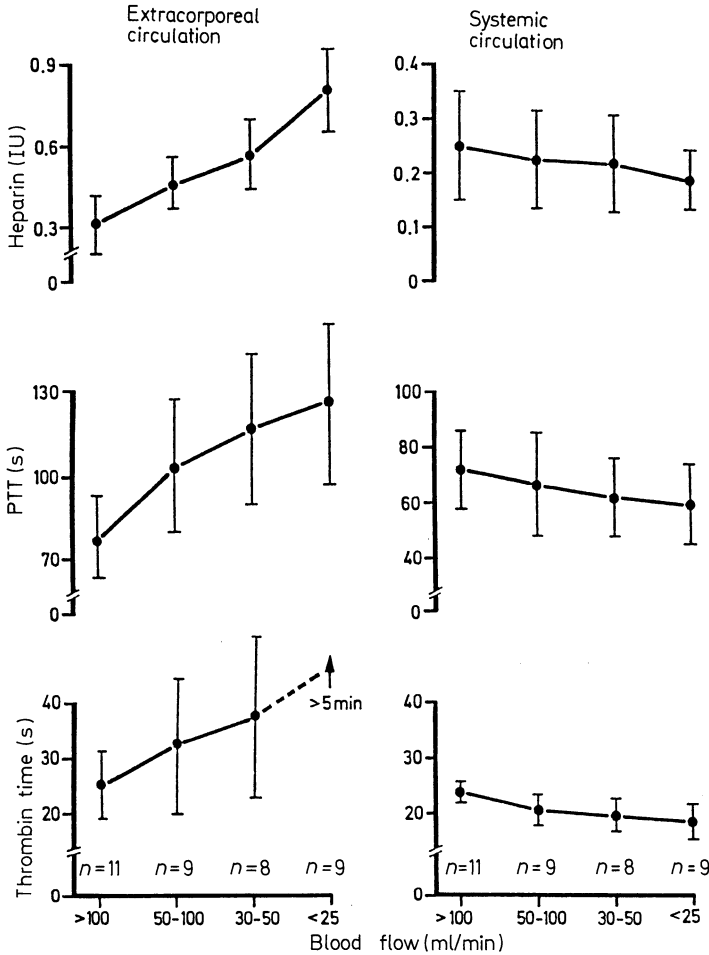 Extracorporeal
circulation
Systemic
circulation
Heparin (IU)
0.9
0.6
0.3
0
0.4
0.3
0.2
0.1
0
PTT (s)
130
100
70
0
100
80
60
40
0
Thrombin time (s)
40
30
20
0
>5min
n=11 n=9 n=8 n=9
>100 50-100 30-50 <25
40
30
20
0
n=11 n=9 n=8 n=9
>100 50-100 30-50 <25
Blood flow (ml/min)